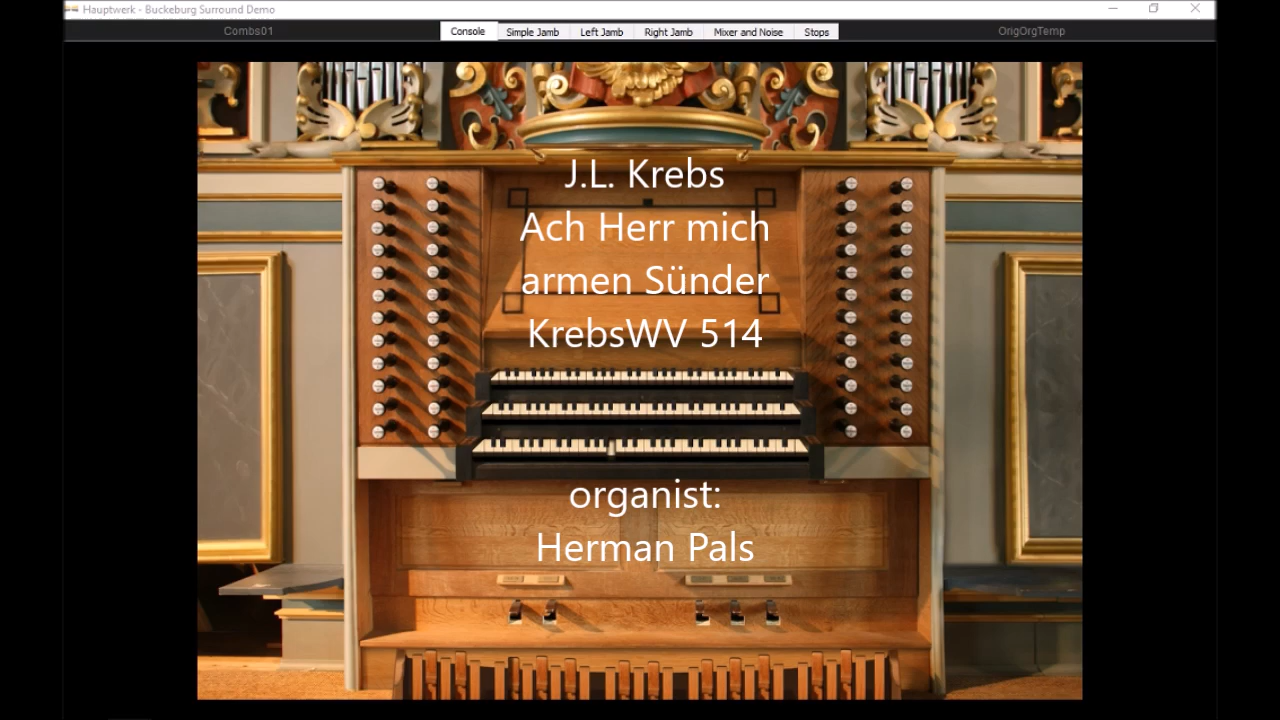 Hauptwerk - Buckeburg Surround Demo
Combs01
Console
Simple Jamb
Left Jamb
Right Jamb
Mixer and Noise
Stops
OrigOrgTemp
J.L. Krebs
Ach Herr mich
armen Sünder
KrebsWV 514
organist:
Herman Pals